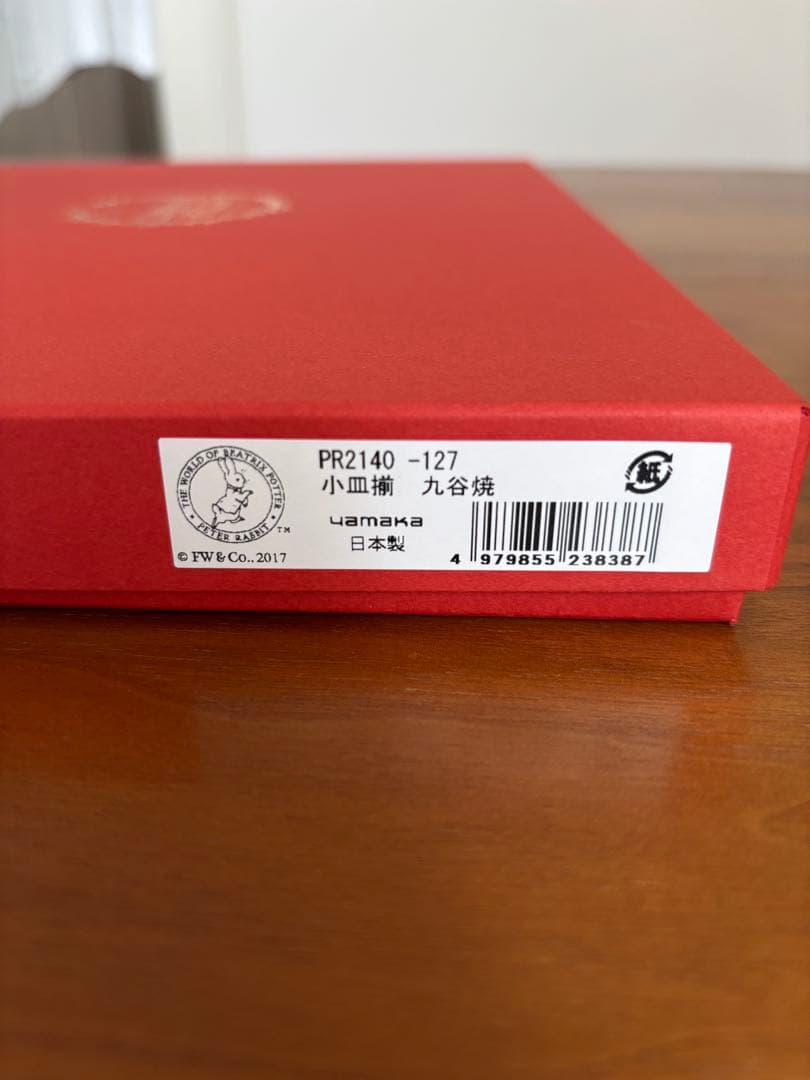 THE WORLD OF BEATRIX POTTER
PETER RABBIT
™
© FW & Co., 2017
PR2140 -127
小皿揃 九谷焼
yamaka
日本製
4 979855 238387
紙